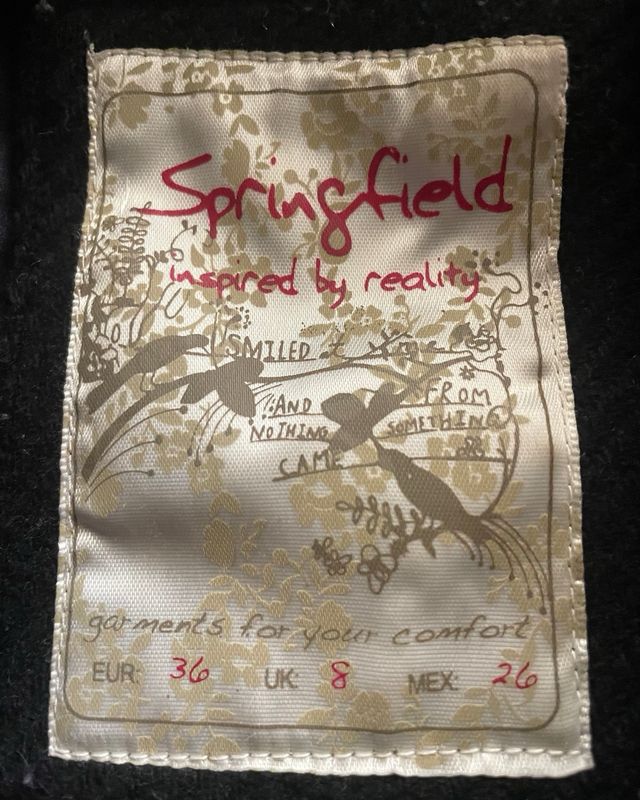 Springfield
inspired by reality
I SMILED
AND
FROM
NOTHING
SOMETHING
CAME
garments for your comfort
EUR: 36 UK: 8 MEX: 26